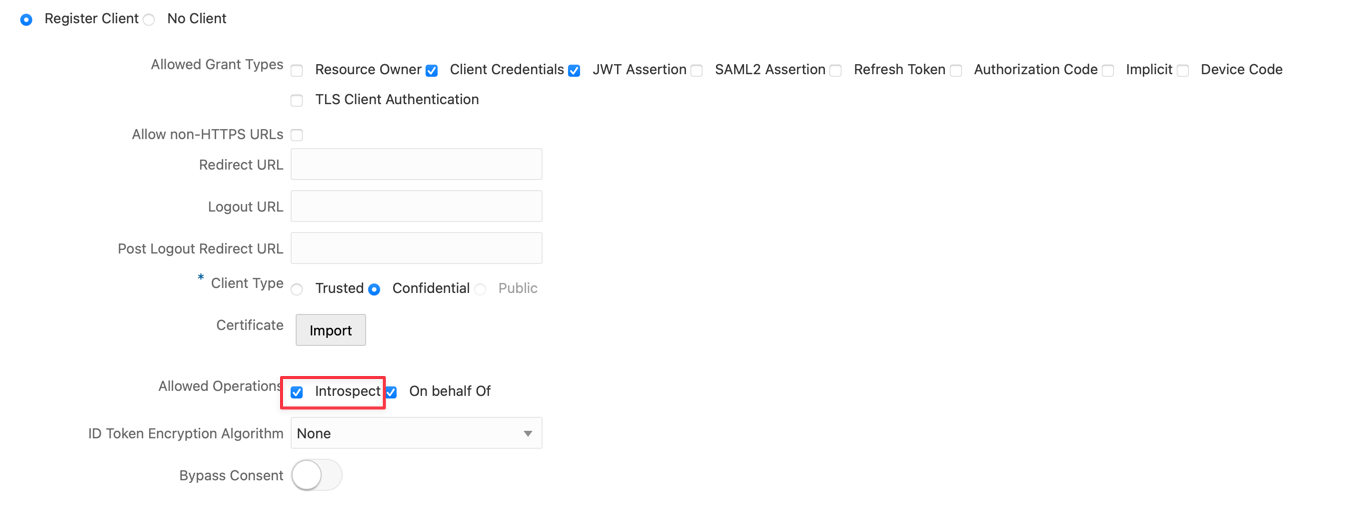 Register Client No Client
Allowed Grant Types Resource Owner Client Credentials JWT Assertion SAML2 Assertion Refresh Token Authorization Code Implicit Device Code
TLS Client Authentication
Allow non-HTTPS URLs
Redirect URL
Logout URL
Post Logout Redirect URL
* Client Type Trusted Confidential Public
Certificate Import
Allowed Operations Introspect On behalf Of
ID Token Encryption Algorithm None
Bypass Consent